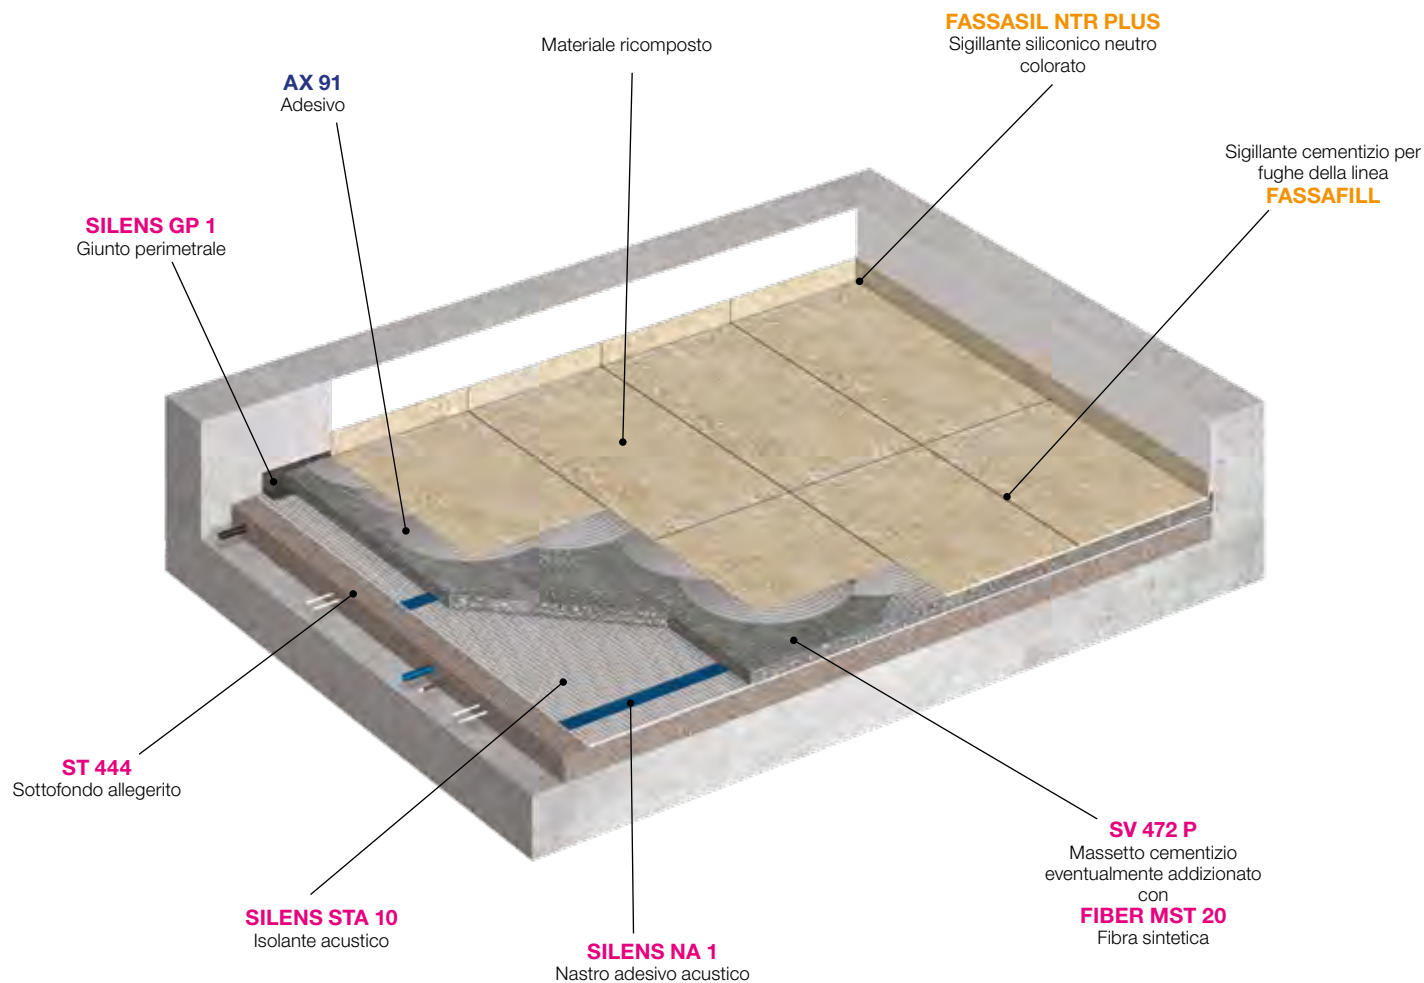 FASSASIL NTR PLUS
Sigillante siliconico neutro
colorato
Materiale ricomposto
AX 91
Adesivo
Sigillante cementizio per
fughe della linea
FASSAFILL
SILENS GP 1
Giunto perimetrale
ST 444
Sottofondo allegerito
SV 472 P
Massetto cementizio
eventualmente addizionato
con
FIBER MST 20
Fibra sintetica
SILENS STA 10
Isolante acustico
SILENS NA 1
Nastro adesivo acustico